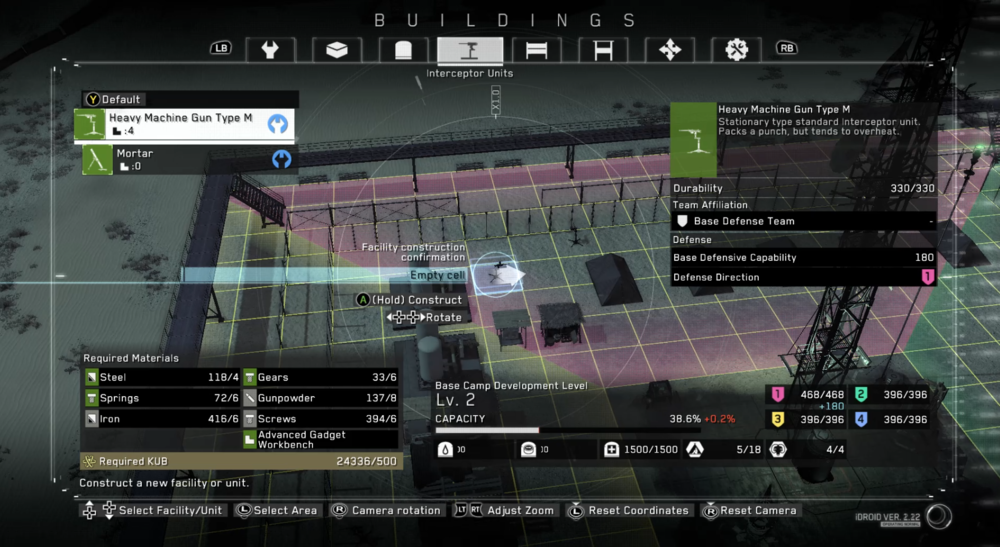 BUILDINGS
LB
RB
Interceptor Units
Y Default
Heavy Machine Gun Type M
:4
Mortar
:0
Heavy Machine Gun Type M
Stationary type standard Interceptor unit.
Packs a punch, but tends to overheat.
Durability 330/330
Team Affiliation
Base Defense Team -
Defense
Base Defensive Capability 180
Defense Direction 1
Facility construction
confirmation
Empty cell
A (Hold) Construct
Rotate
Required Materials
Steel 118/4
Gears 33/6
Springs 72/6
Gunpowder 137/8
Iron 416/6
Screws 394/6
Advanced Gadget
Workbench
Required KUB 24336/500
Construct a new facility or unit.
Base Camp Development Level
Lv. 2
CAPACITY 38.6% +0.2%
1500/1500
5/18
4/4
1 468/468
+180
2 396/396
3 396/396
4 396/396
Select Facility/Unit
L Select Area
R Camera rotation
LT RT Adjust Zoom
L Reset Coordinates
R Reset Camera
iDROID VER. 2.22